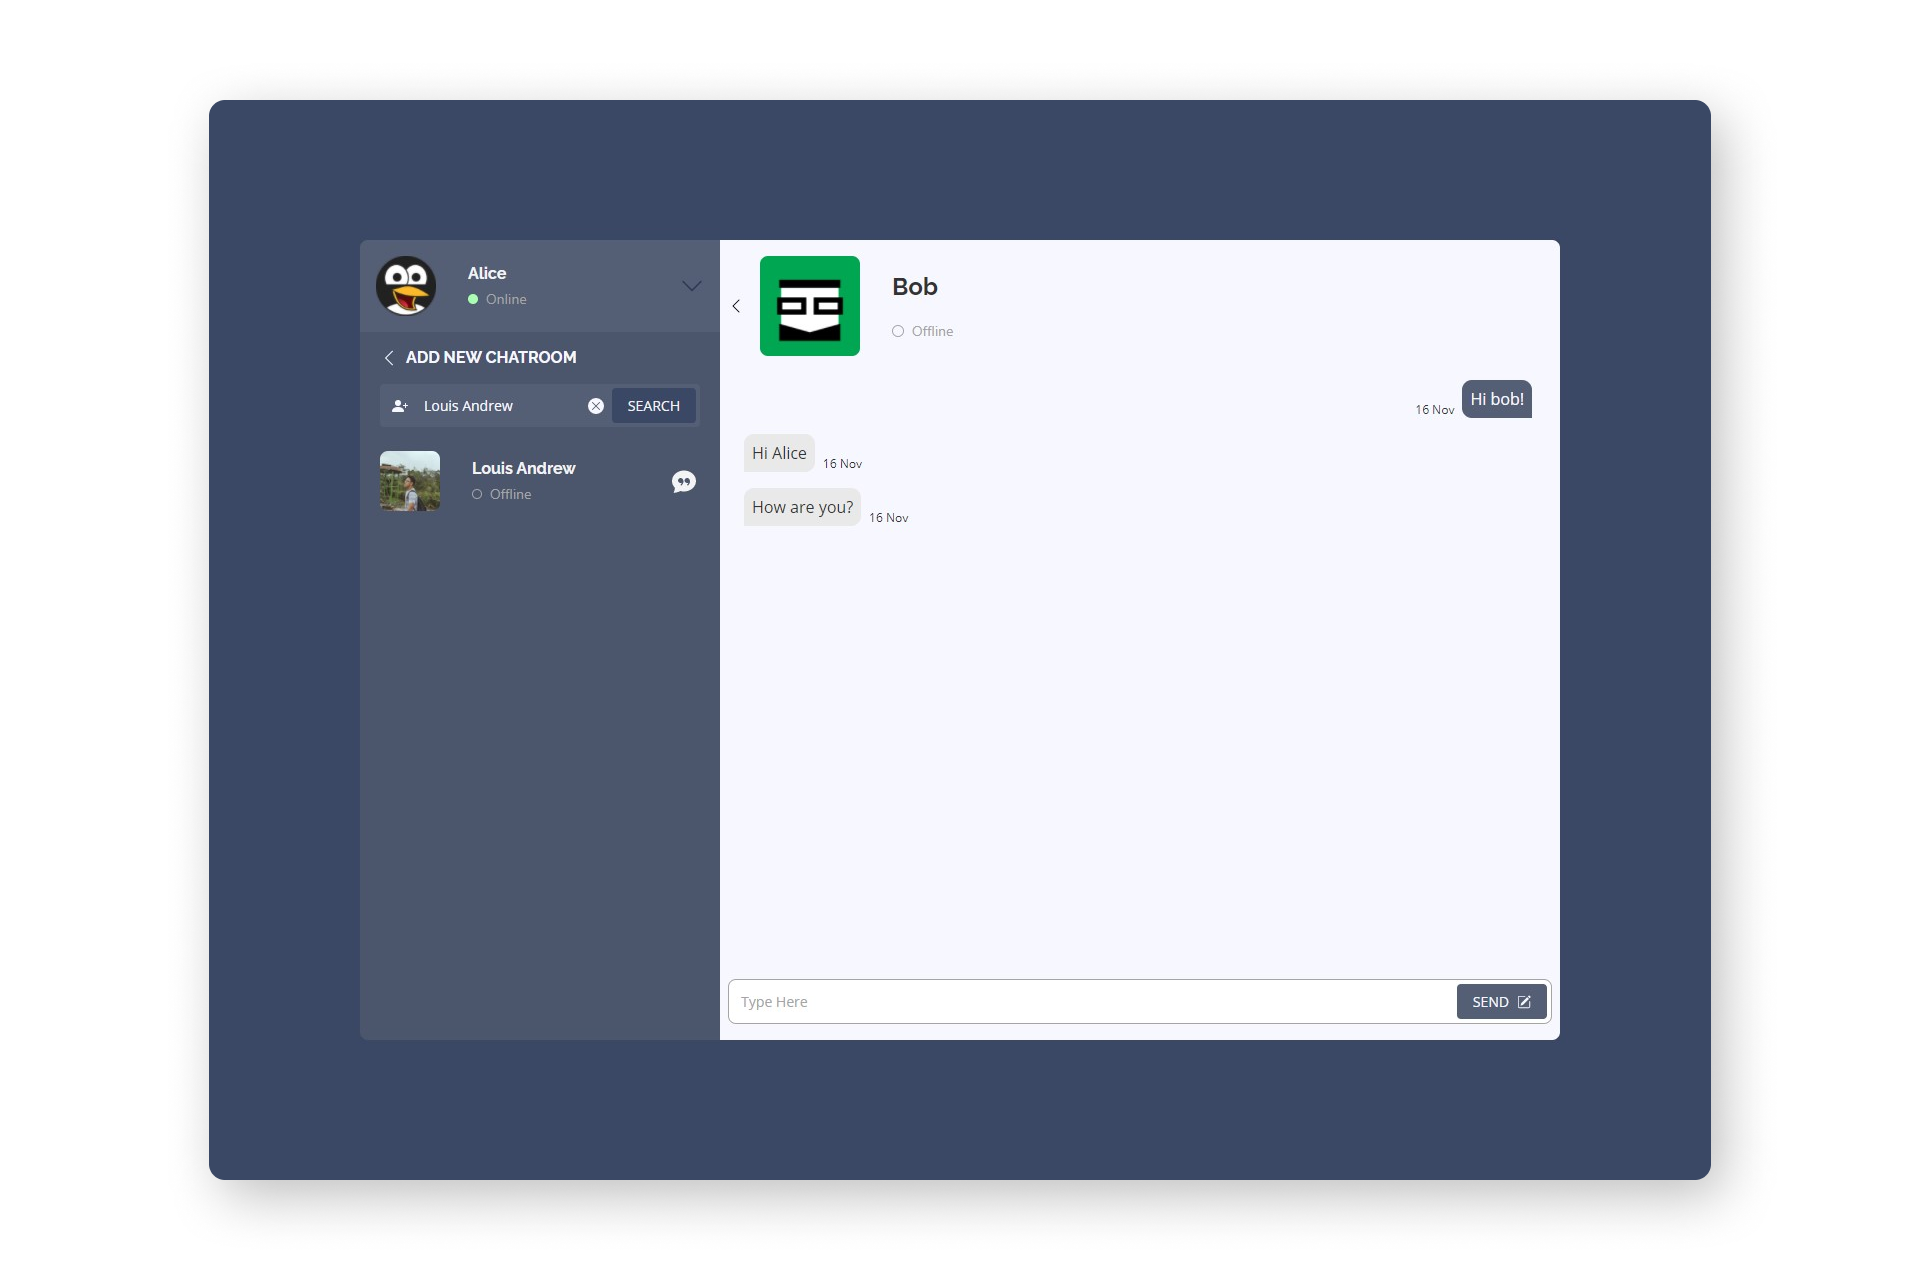 Alice
Online
ADD NEW CHATROOM
Louis Andrew
SEARCH
Louis Andrew
Offline
Bob
Offline
16 Nov Hi bob!
Hi Alice 16 Nov
How are you? 16 Nov
Type Here
SEND